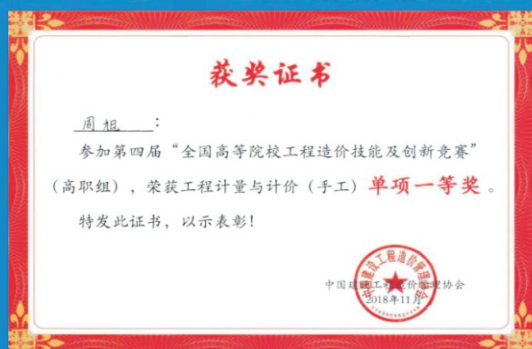 获奖证书
周旭：
参加第四届“全国高等院校工程造价技能及创新竞赛”
（高职组），荣获工程计量与计价（手工）单项一等奖。
特发此证书，以示表彰！
中国建设工程造价管理协会
2018年11月